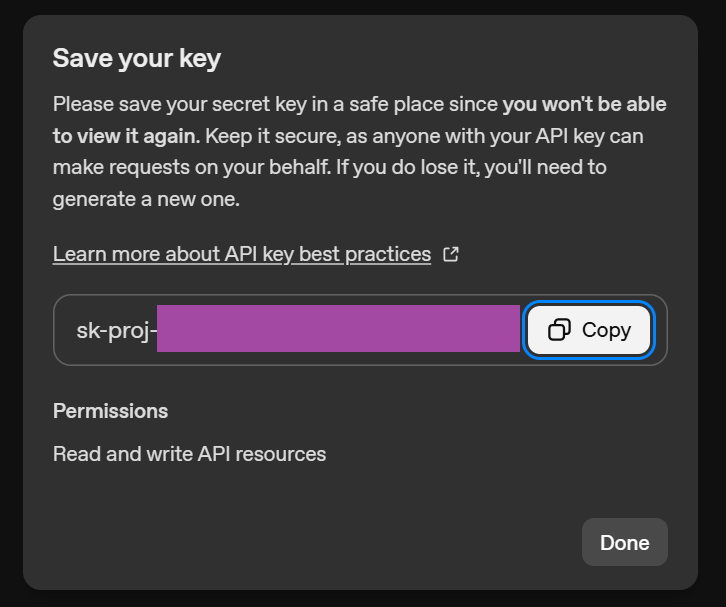 Save your key
Please save your secret key in a safe place since you won't be able
to view it again. Keep it secure, as anyone with your API key can
make requests on your behalf. If you do lose it, you'll need to
generate a new one.
Learn more about API key best practices
sk-proj-
Copy
Permissions
Read and write API resources
Done